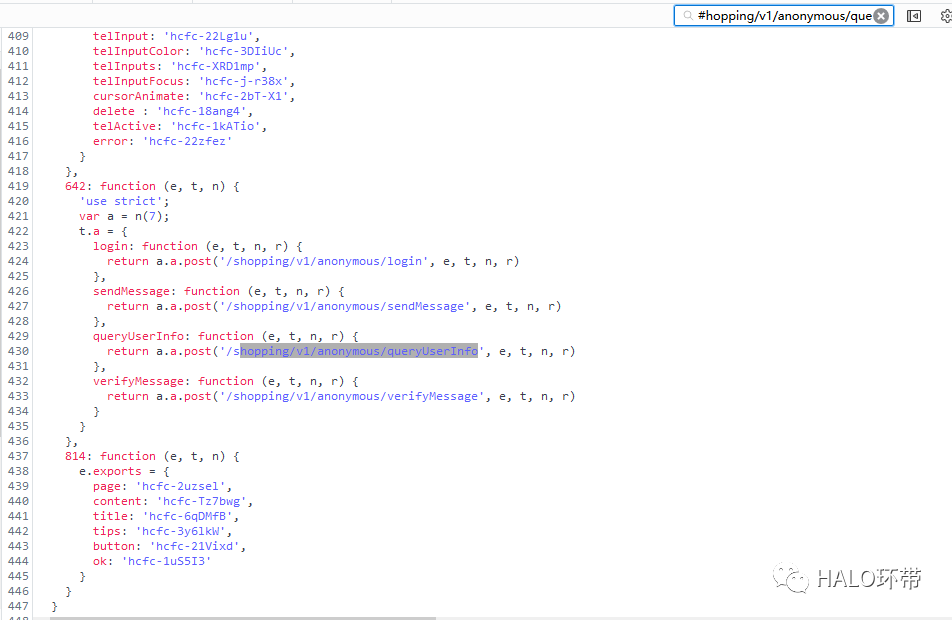 #hopping/v1/anonymous/que
409 telInput: 'hcfc-22Lg1u',
410 telInputColor: 'hcfc-3DIiUc',
411 telInputs: 'hcfc-XRD1mp',
412 telInputFocus: 'hcfc-j-r38x',
413 cursorAnimate: 'hcfc-2bT-X1',
414 delete : 'hcfc-18ang4',
415 telActive: 'hcfc-1kATio',
416 error: 'hcfc-22zfez'
417 }
418 },
419 642: function (e, t, n) {
420 'use strict';
421 var a = n(7);
422 t.a = {
423 login: function (e, t, n, r) {
424 return a.a.post('/shopping/v1/anonymous/login', e, t, n, r)
425 },
426 sendMessage: function (e, t, n, r) {
427 return a.a.post('/shopping/v1/anonymous/sendMessage', e, t, n, r)
428 },
429 queryUserInfo: function (e, t, n, r) {
430 return a.a.post('/shopping/v1/anonymous/queryUserInfo', e, t, n, r)
431 },
432 verifyMessage: function (e, t, n, r) {
433 return a.a.post('/shopping/v1/anonymous/verifyMessage', e, t, n, r)
434 }
435 }
436 },
437 814: function (e, t, n) {
438 e.exports = {
439 page: 'hcfc-2uzsel',
440 content: 'hcfc-Tz7bwg',
441 title: 'hcfc-6qDMfB',
442 tips: 'hcfc-3y6lkW',
443 button: 'hcfc-21Vixd',
444 ok: 'hcfc-1uS5I3'
445 }
446 }
447 }
HALO环带